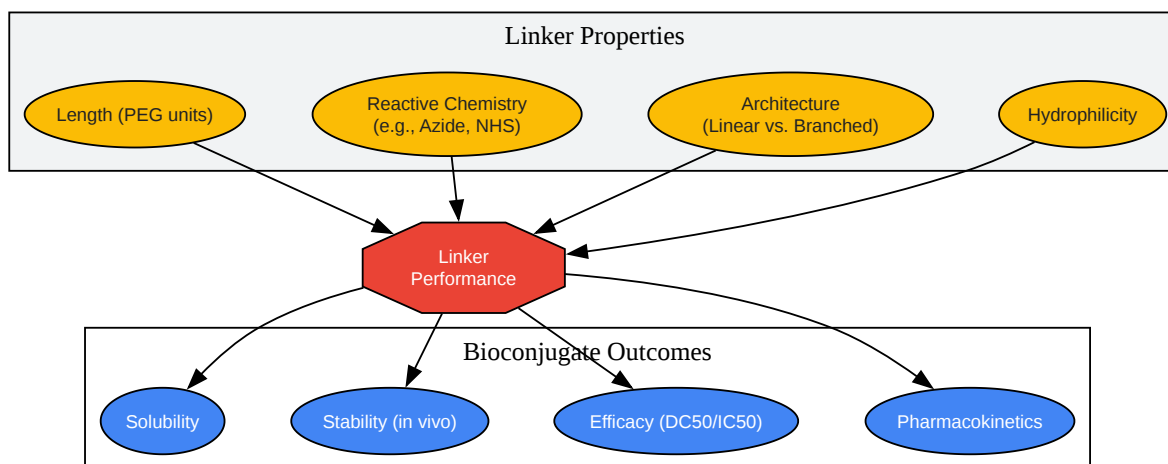 Linker Properties
Length (PEG units)
Reactive Chemistry
(e.g., Azide, NHS)
Architecture
(Linear vs. Branched)
Hydrophilicity
Linker
Performance
Bioconjugate Outcomes
Solubility
Stability (in vivo)
Efficacy (DC50/IC50)
Pharmacokinetics